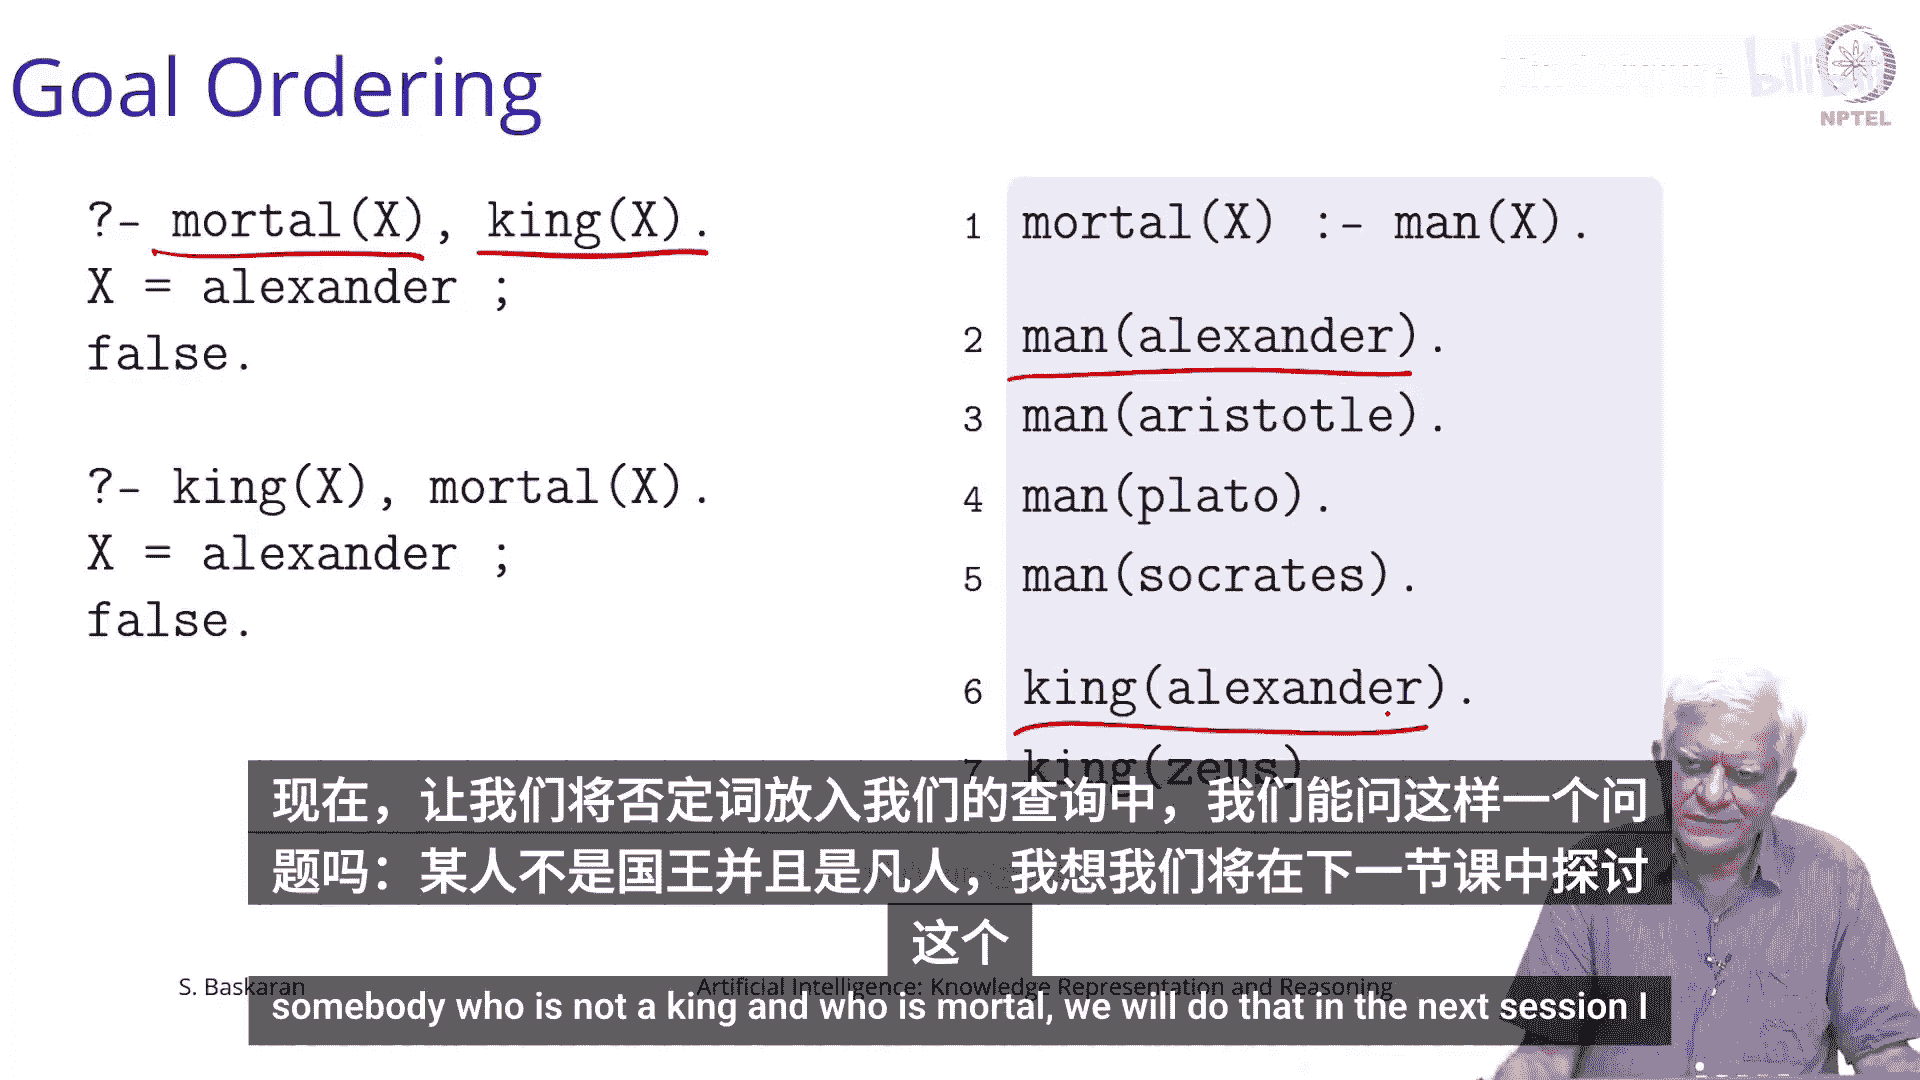 Goal Ordering
NPTEL
?- mortal(X), king(X).
X = alexander ;
false.
?- king(X), mortal(X).
X = alexander ;
false.
1 mortal(X) :- man(X).
2 man(alexander).
3 man(aristotle).
4 man(plato).
5 man(socrates).
6 king(alexander).
7 king(zeus)
现在，让我们将否定词放入我们的查询中，我们能问这样一个问
题吗：某人不是国王并且是凡人，我想我们将在下一节课中探讨
这个
S. Baskaran
Artificial Intelligence: Knowledge Representation and Reasoning
somebody who is not a king and who is mortal, we will do that in the next session I